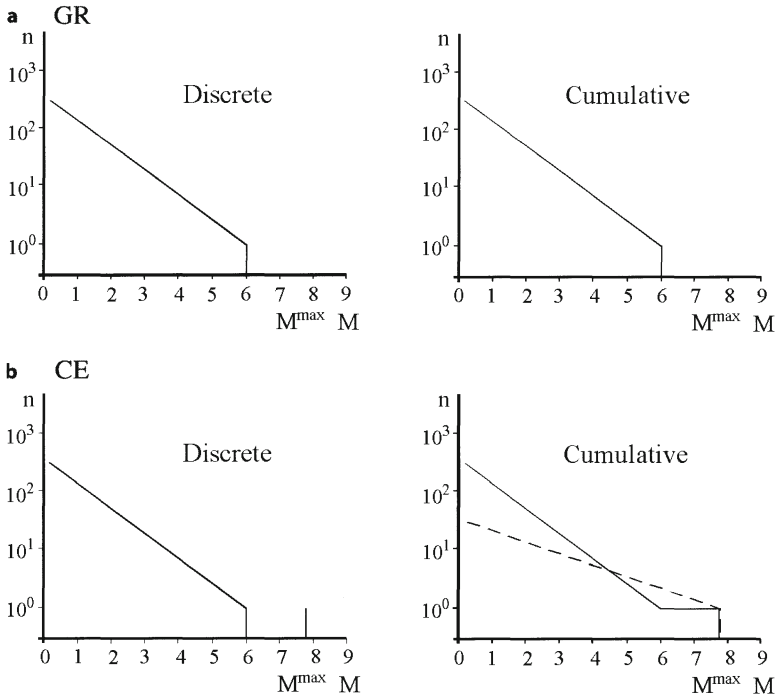 a GR
n
10³
10²
10¹
10⁰
Discrete
0 1 2 3 4 5 6 7 8 9
Mᵐᵃˣ M
n
10³
10²
10¹
10⁰
Cumulative
0 1 2 3 4 5 6 7 8 9
Mᵐᵃˣ M
b CE
n
10³
10²
10¹
10⁰
Discrete
0 1 2 3 4 5 6 7 8 9
Mᵐᵃˣ M
n
10³
10²
10¹
10⁰
Cumulative
0 1 2 3 4 5 6 7 8 9
Mᵐᵃˣ M